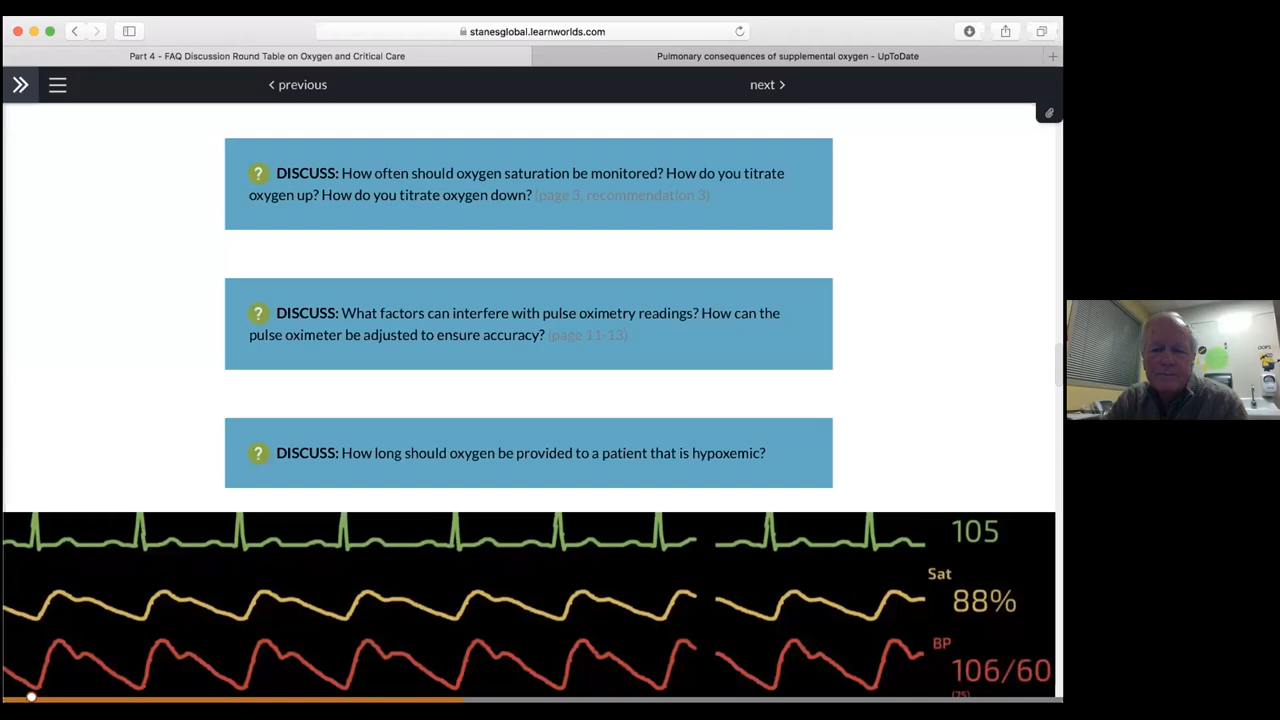 stanesglobal.learnworlds.com
Part 4 - FAQ Discussion Round Table on Oxygen and Critical Care
Pulmonary consequences of supplemental oxygen - UpToDate
< previous
next >
? DISCUSS: How often should oxygen saturation be monitored? How do you titrate
oxygen up? How do you titrate oxygen down? (page 3, recommendation 3)
? DISCUSS: What factors can interfere with pulse oximetry readings? How can the
pulse oximeter be adjusted to ensure accuracy? (page 11-13)
? DISCUSS: How long should oxygen be provided to a patient that is hypoxemic?
105
Sat
88%
BP
106/60
(75)